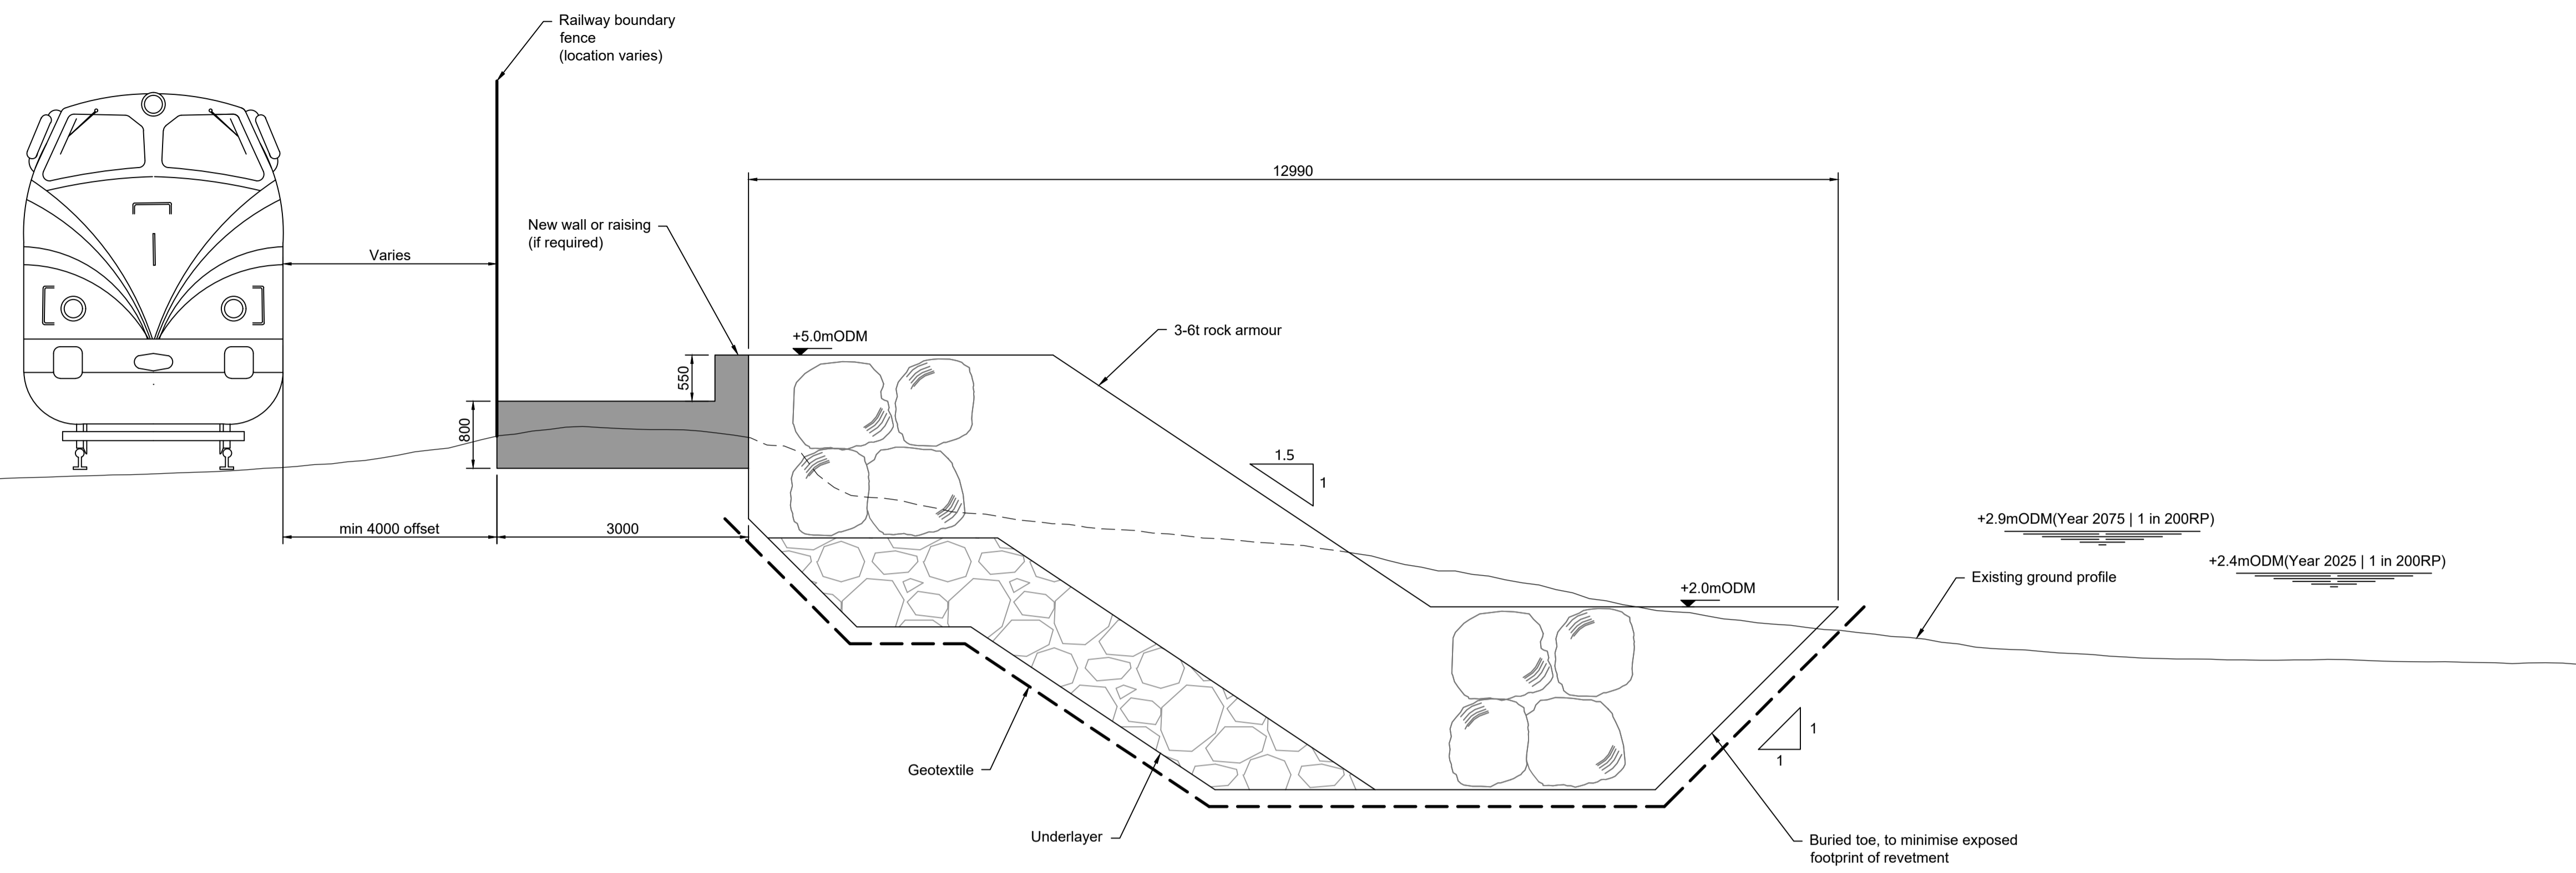 Railway boundary
fence
(location varies)
12990
New wall or raising
(if required)
Varies
+5.0mODM
3-6t rock armour
550
800
1.5
1
min 4000 offset
3000
+2.9mODM(Year 2075 | 1 in 200RP)
+2.4mODM(Year 2025 | 1 in 200RP)
Existing ground profile
+2.0mODM
1
1
Geotextile
Underlayer
Buried toe, to minimise exposed
footprint of revetment